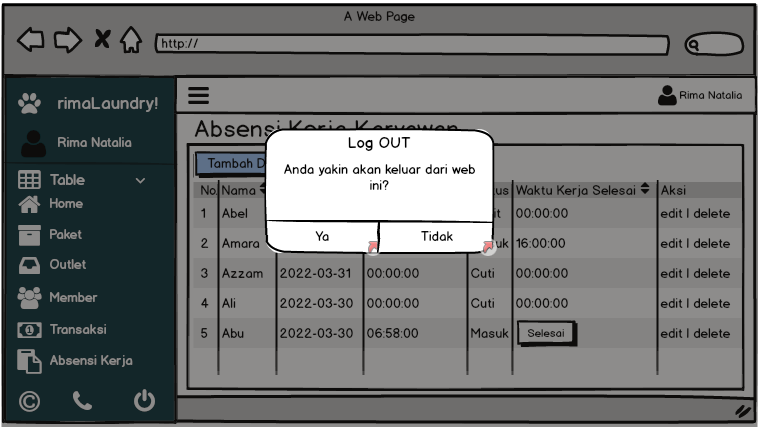 A Web Page
http://
rimaLaundry!
Rima Natalia
Rima Natalia
Table
Home
Paket
Outlet
Member
Transaksi
Absensi Kerja
Absensi Kerja Karyawan
Tambah D
Log OUT
Anda yakin akan keluar dari web
ini?
Ya Tidak
No Nama us Waktu Kerja Selesai Aksi
1 Abel it 00:00:00 edit | delete
2 Amara uk 16:00:00 edit | delete
3 Azzam 2022-03-31 00:00:00 Cuti 00:00:00 edit | delete
4 Ali 2022-03-30 00:00:00 Cuti 00:00:00 edit | delete
5 Abu 2022-03-30 06:58:00 Masuk Selesai edit | delete